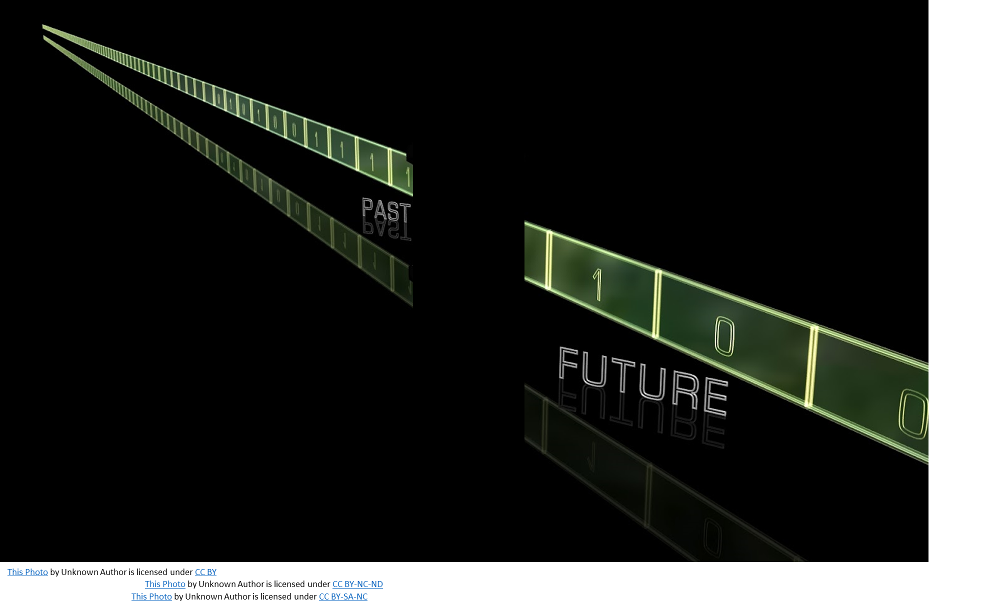 0 1 0 1 0 0 1 1 1 1
PAST
1 0 0
FUTURE
This Photo by Unknown Author is licensed under CC BY
This Photo by Unknown Author is licensed under CC BY-NC-ND
This Photo by Unknown Author is licensed under CC BY-SA-NC